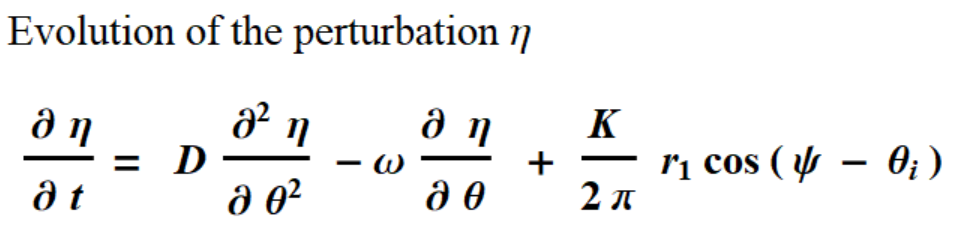 Evolution of the perturbation η
∂ η / ∂ t = D ∂² η / ∂ θ² − ω ∂ η / ∂ θ + K / 2 π r₁ cos ( ψ − θᵢ )